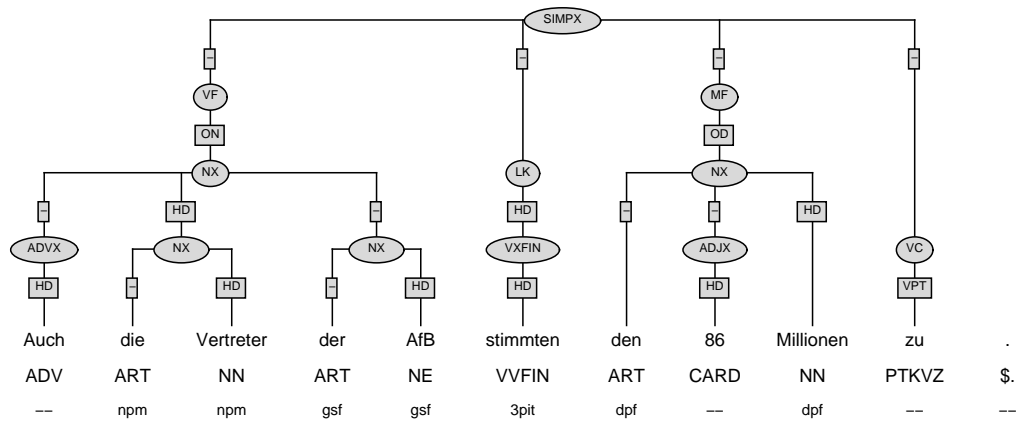 SIMPX
– – – –
VF MF
ON OD
NX LK NX
– HD – HD – – HD
ADVX NX NX VXFIN ADJX VC
HD – HD – HD HD HD VPT
Auch die Vertreter der AfB stimmten den 86 Millionen zu .
ADV ART NN ART NE VVFIN ART CARD NN PTKVZ $.
–– npm npm gsf gsf 3pit dpf –– dpf –– ––